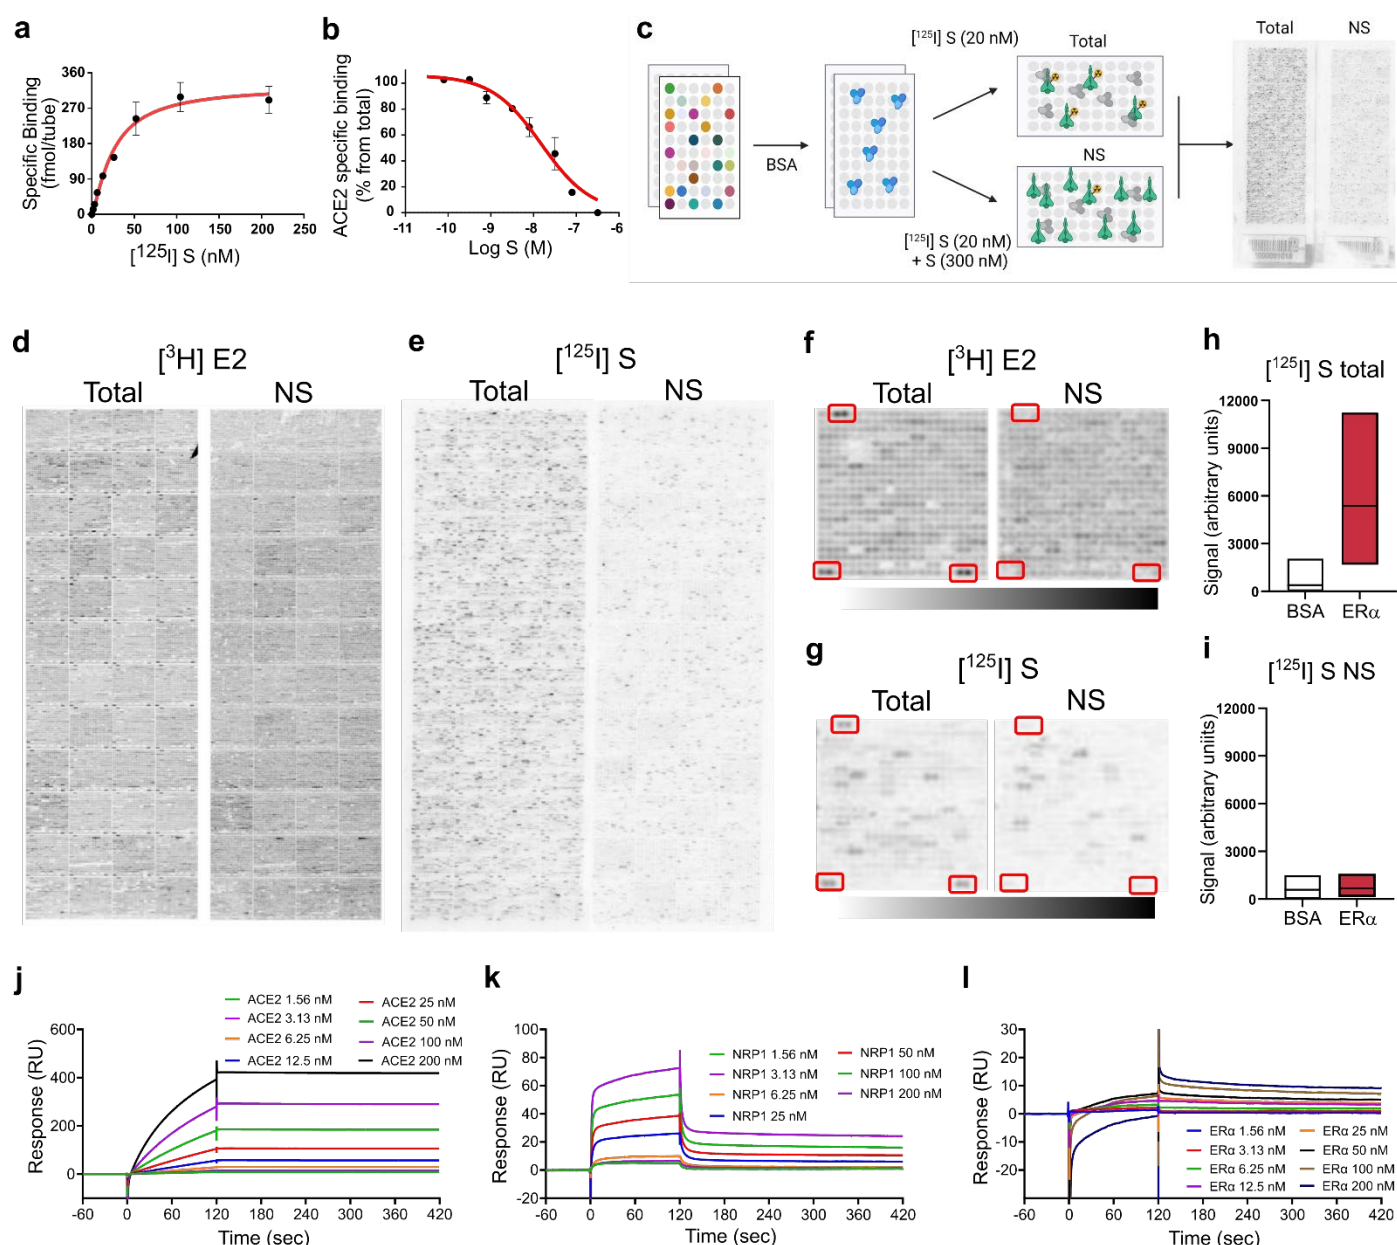 a
Specific Binding
(fmol/tube)
360
270
180
90
0
0 50 100 150 200 250
[125I] S (nM)
b
ACE2 specific binding
(% from total)
100
80
60
40
20
0
-11 -10 -9 -8 -7 -6
Log S (M)
c
BSA
[125I] S (20 nM)
[125I] S (20 nM)
+ S (300 nM)
Total
NS
Total NS
d
[3H] E2
Total NS
e
[125I] S
Total NS
f
[3H] E2
Total NS
g
[125I] S
Total NS
h
[125I] S total
Signal (arbitrary units)
12000
9000
6000
3000
0
BSA ERα
i
[125I] S NS
Signal (arbitrary uniits)
12000
9000
6000
3000
0
BSA ERα
j
ACE2 1.56 nM
ACE2 3.13 nM
ACE2 6.25 nM
ACE2 12.5 nM
ACE2 25 nM
ACE2 50 nM
ACE2 100 nM
ACE2 200 nM
Response (RU)
600
400
200
0
-60 0 60 120 180 240 300 360 420
Time (sec)
k
NRP1 1.56 nM
NRP1 3.13 nM
NRP1 6.25 nM
NRP1 25 nM
NRP1 50 nM
NRP1 100 nM
NRP1 200 nM
Response (RU)
100
80
60
40
20
0
-20
-60 0 60 120 180 240 300 360 420
Time (sec)
l
Response (RU)
30
20
10
0
-10
-20
ERα 1.56 nM
ERα 3.13 nM
ERα 6.25 nM
ERα 12.5 nM
ERα 25 nM
ERα 50 nM
ERα 100 nM
ERα 200 nM
-60 0 60 120 180 240 300 360 420
Time (sec)